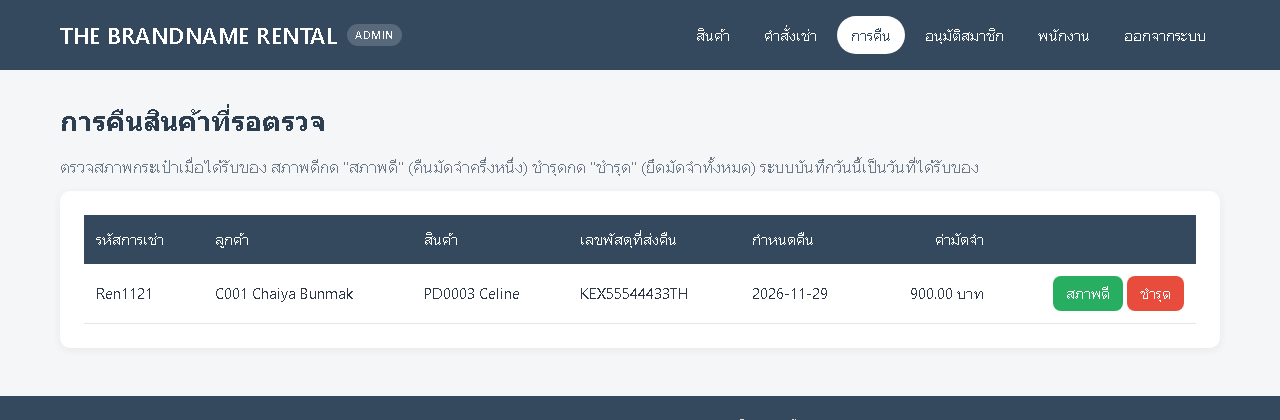 THE BRANDNAME RENTAL ADMIN สินค้า คำสั่งเช่า การคืน อนุมัติสมาชิก พนักงาน ออกจากระบบ
การคืนสินค้าที่รอตรวจ
ตรวจสภาพกระเป๋าเมื่อได้รับของ สภาพดีกด "สภาพดี" (คืนมัดจำครึ่งหนึ่ง) ชำรุดกด "ชำรุด" (ยึดมัดจำทั้งหมด) ระบบบันทึกวันนี้เป็นวันที่ได้รับของ
รหัสการเช่า ลูกค้า สินค้า เลขพัสดุที่ส่งคืน กำหนดคืน ค่ามัดจำ
Ren1121 C001 Chaiya Bunmak PD0003 Celine KEX55544433TH 2026-11-29 900.00 บาท สภาพดี ชำรุด